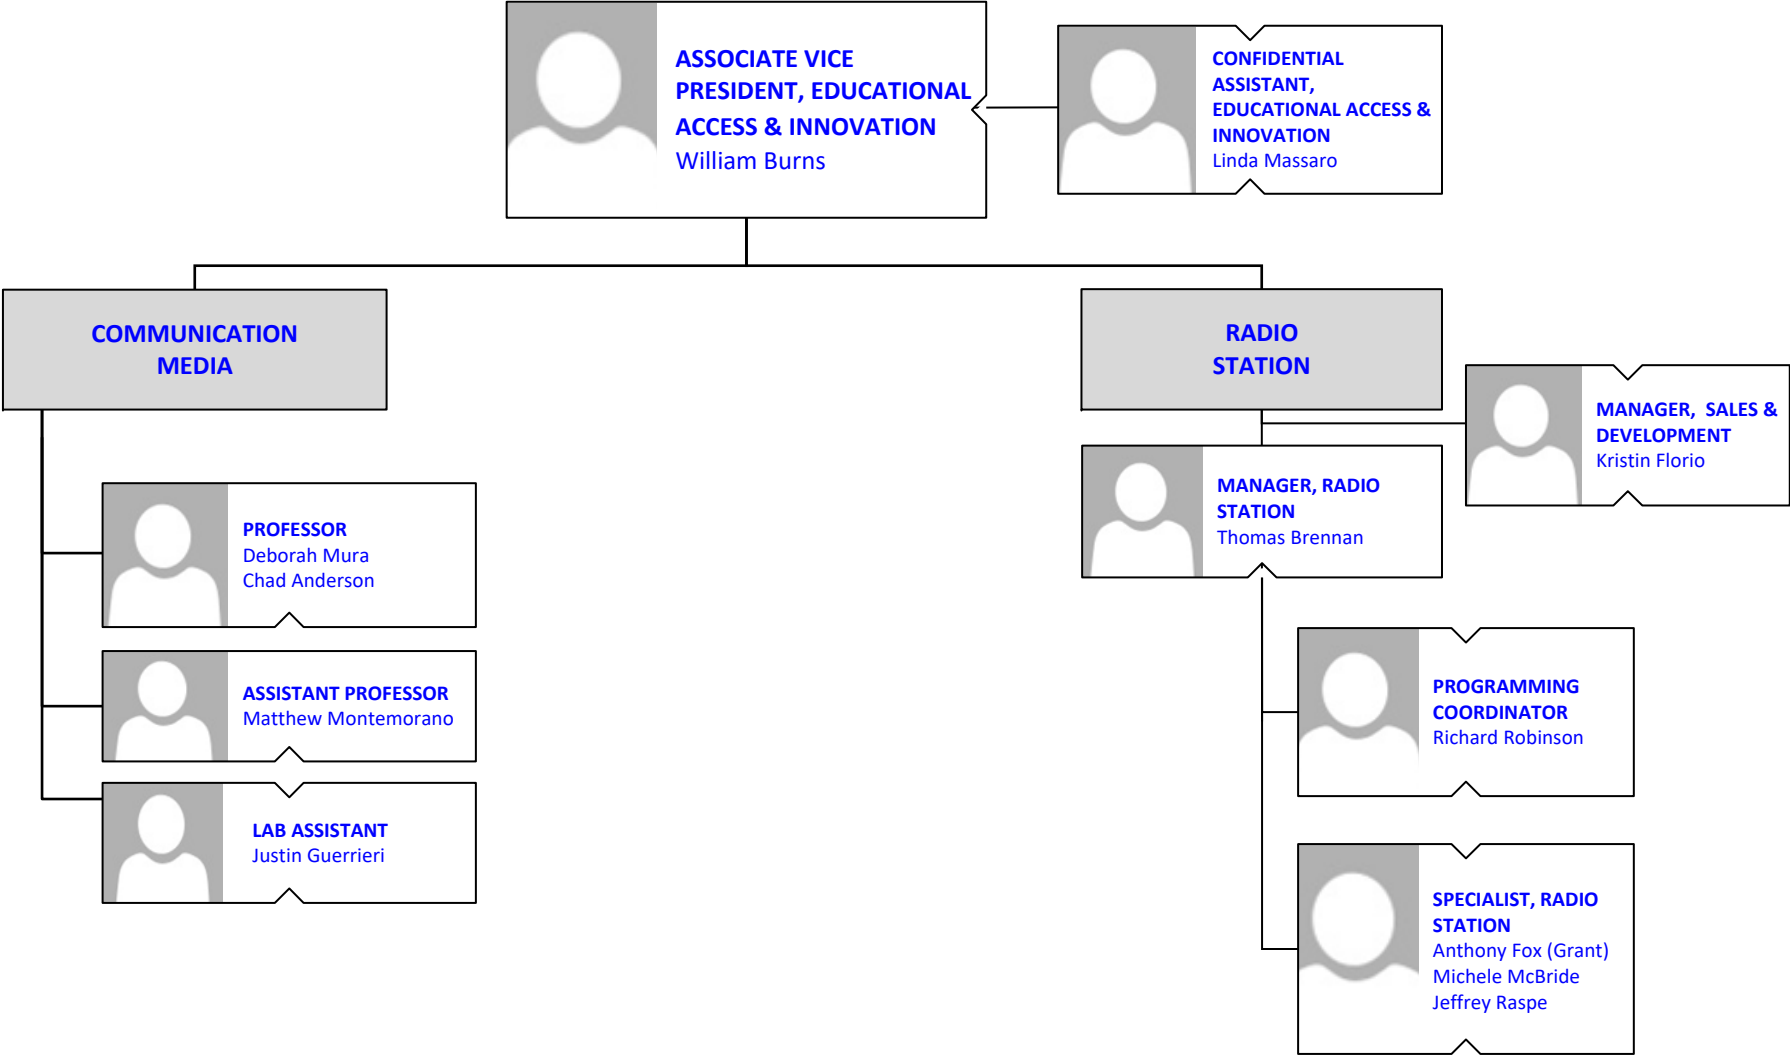 ASSOCIATE VICE
PRESIDENT, EDUCATIONAL
ACCESS & INNOVATION
William Burns
CONFIDENTIAL
ASSISTANT,
EDUCATIONAL ACCESS &
INNOVATION
Linda Massaro
COMMUNICATION
MEDIA
RADIO
STATION
MANAGER, SALES &
DEVELOPMENT
Kristin Florio
MANAGER, RADIO
STATION
Thomas Brennan
PROFESSOR
Deborah Mura
Chad Anderson
ASSISTANT PROFESSOR
Matthew Montemorano
LAB ASSISTANT
Justin Guerrieri
PROGRAMMING
COORDINATOR
Richard Robinson
SPECIALIST, RADIO
STATION
Anthony Fox (Grant)
Michele McBride
Jeffrey Raspe